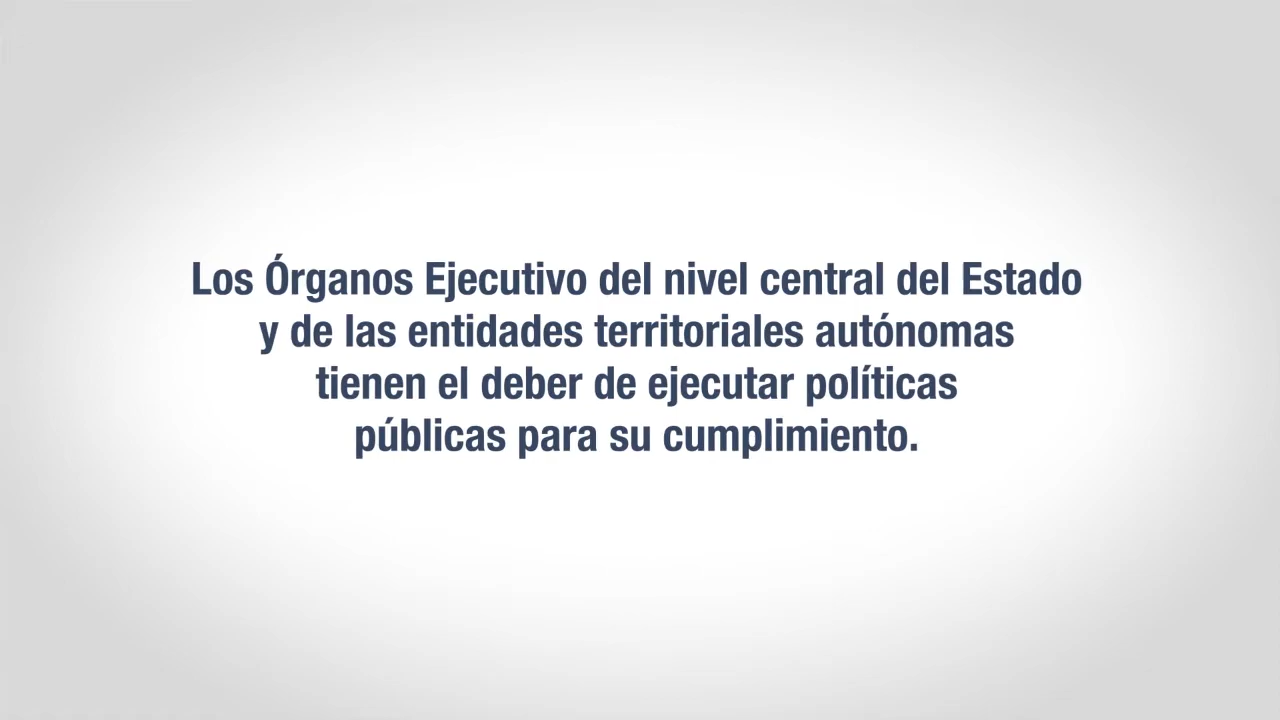 Los Órganos Ejecutivo del nivel central del Estado
y de las entidades territoriales autónomas
tienen el deber de ejecutar políticas
públicas para su cumplimiento.